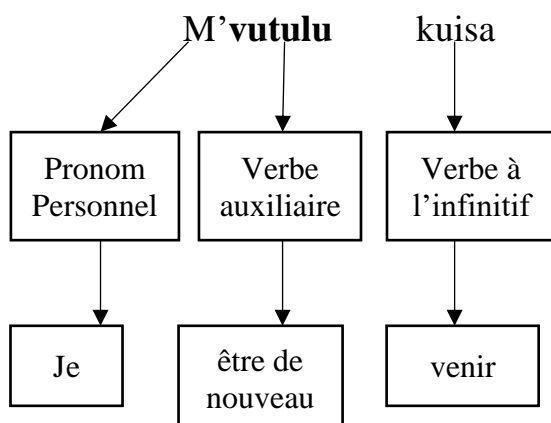 M'vutulu kuisa
Pronom Personnel
Verbe auxiliaire
Verbe à l'infinitif
Je
être de nouveau
venir